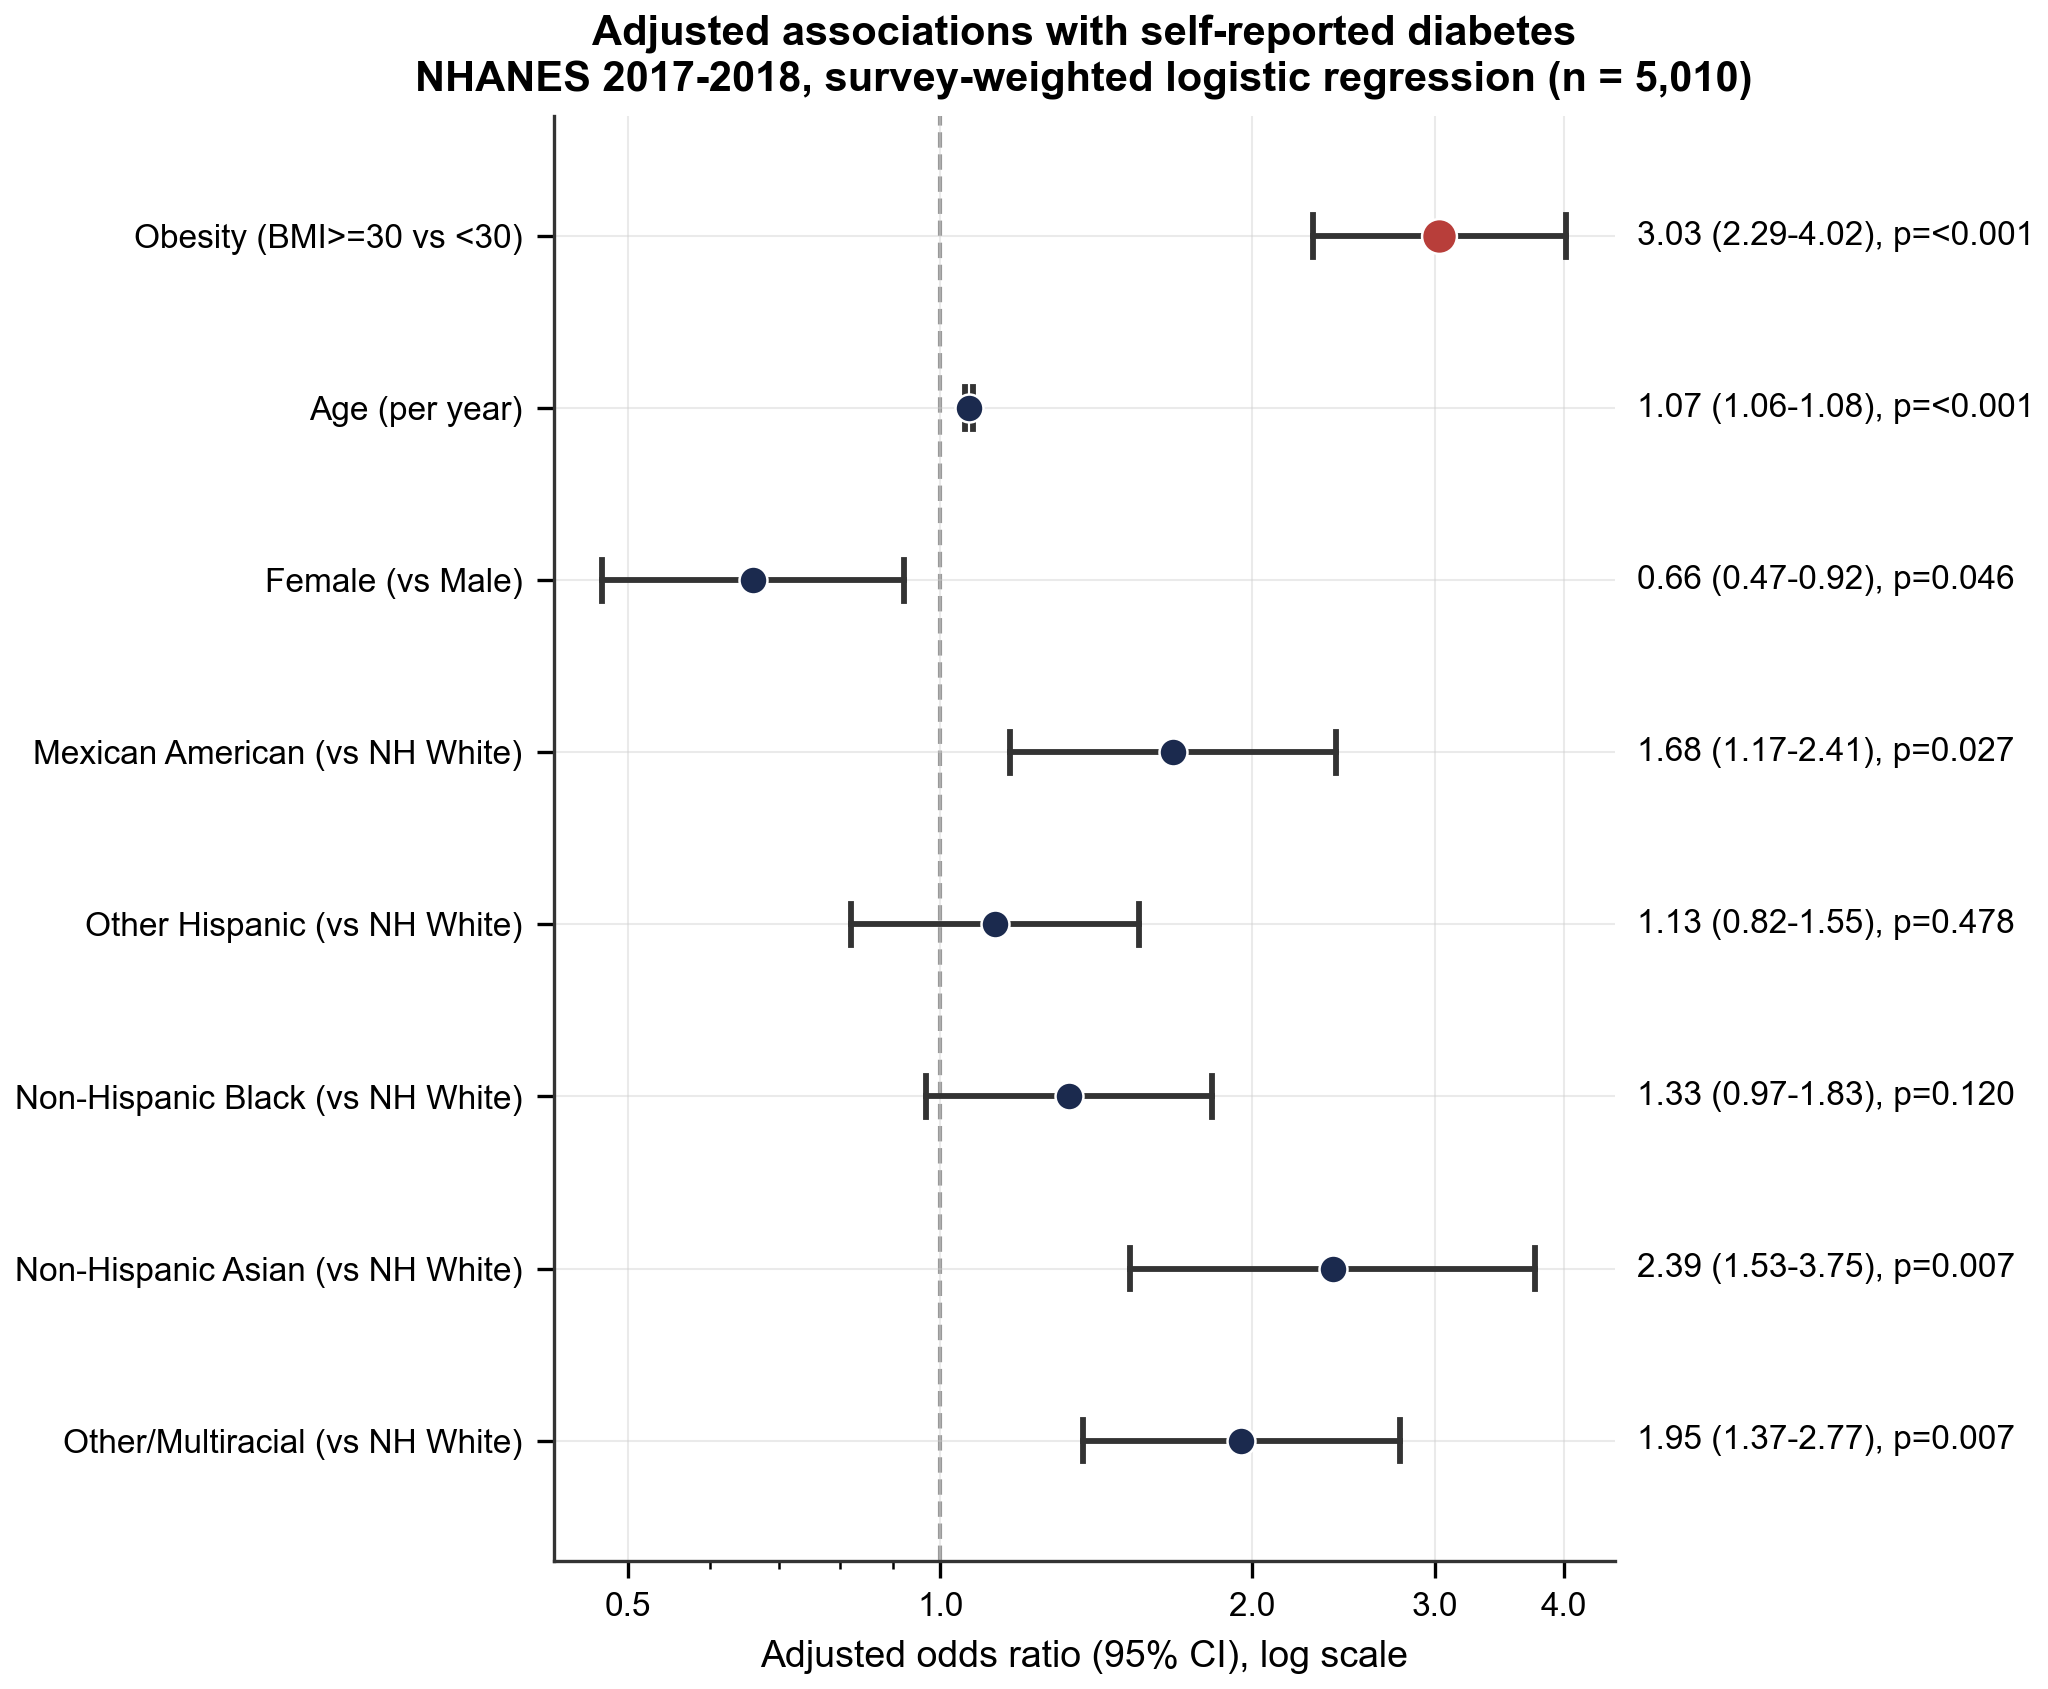 Adjusted associations with self-reported diabetes
NHANES 2017-2018, survey-weighted logistic regression (n = 5,010)
Obesity (BMI>=30 vs <30) 3.03 (2.29-4.02), p=<0.001
Age (per year) 1.07 (1.06-1.08), p=<0.001
Female (vs Male) 0.66 (0.47-0.92), p=0.046
Mexican American (vs NH White) 1.68 (1.17-2.41), p=0.027
Other Hispanic (vs NH White) 1.13 (0.82-1.55), p=0.478
Non-Hispanic Black (vs NH White) 1.33 (0.97-1.83), p=0.120
Non-Hispanic Asian (vs NH White) 2.39 (1.53-3.75), p=0.007
Other/Multiracial (vs NH White) 1.95 (1.37-2.77), p=0.007
0.5 1.0 2.0 3.0 4.0
Adjusted odds ratio (95% CI), log scale